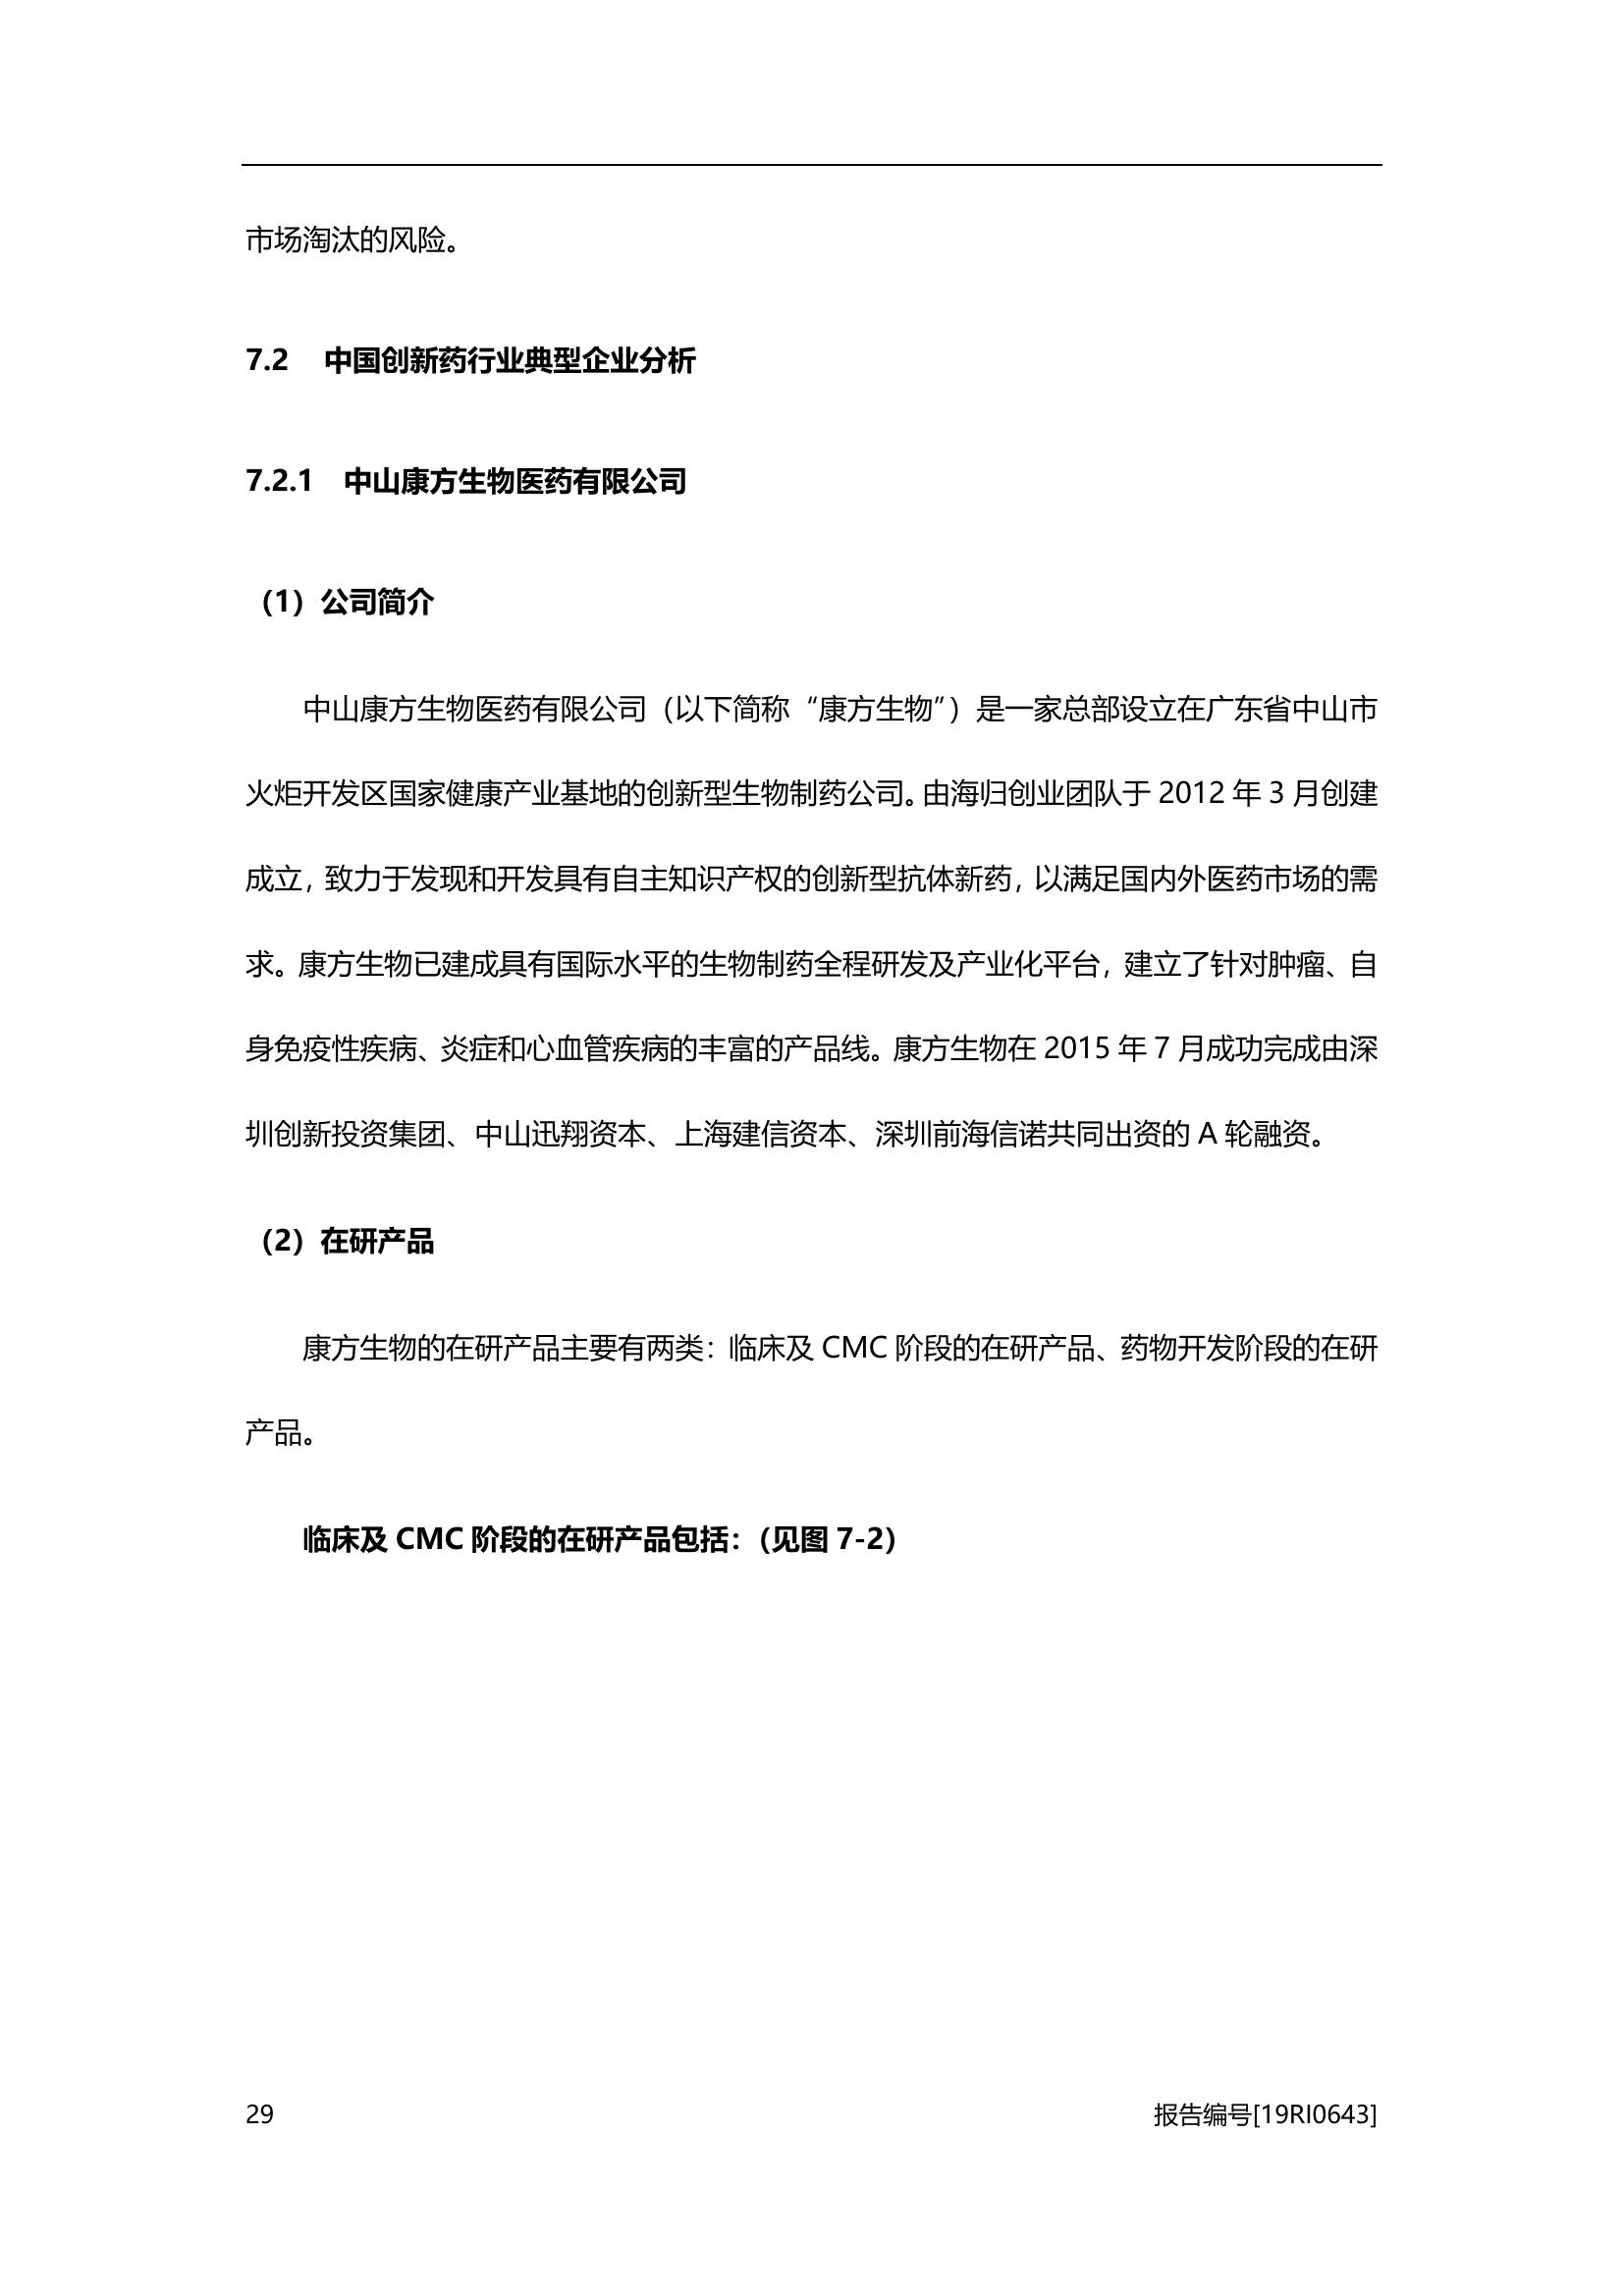 市场淘汰的风险。
7.2 中国创新药行业典型企业分析
7.2.1 中山康方生物医药有限公司
（1）公司简介
中山康方生物医药有限公司（以下简称“康方生物”）是一家总部设立在广东省中山市
火炬开发区国家健康产业基地的创新型生物制药公司。由海归创业团队于 2012 年 3 月创建
成立，致力于发现和开发具有自主知识产权的创新型抗体新药，以满足国内外医药市场的需
求。康方生物已建成具有国际水平的生物制药全程研发及产业化平台，建立了针对肿瘤、自
身免疫性疾病、炎症和心血管疾病的丰富的产品线。康方生物在 2015 年 7 月成功完成由深
圳创新投资集团、中山迅翔资本、上海建信资本、深圳前海信诺共同出资的 A 轮融资。
（2）在研产品
康方生物的在研产品主要有两类：临床及 CMC 阶段的在研产品、药物开发阶段的在研
产品。
临床及 CMC 阶段的在研产品包括：（见图 7-2）
29 报告编号[19RI0643]